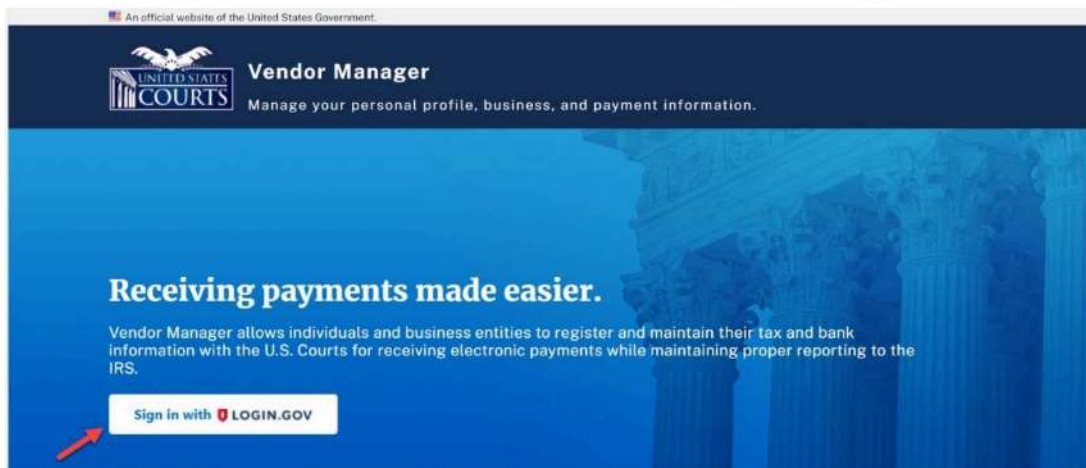 An official website of the United States Government.
UNITED STATES
COURTS
Vendor Manager
Manage your personal profile, business, and payment information.
Receiving payments made easier.
Vendor Manager allows individuals and business entities to register and maintain their tax and bank
information with the U.S. Courts for receiving electronic payments while maintaining proper reporting to the
IRS.
Sign in with LOGIN.GOV